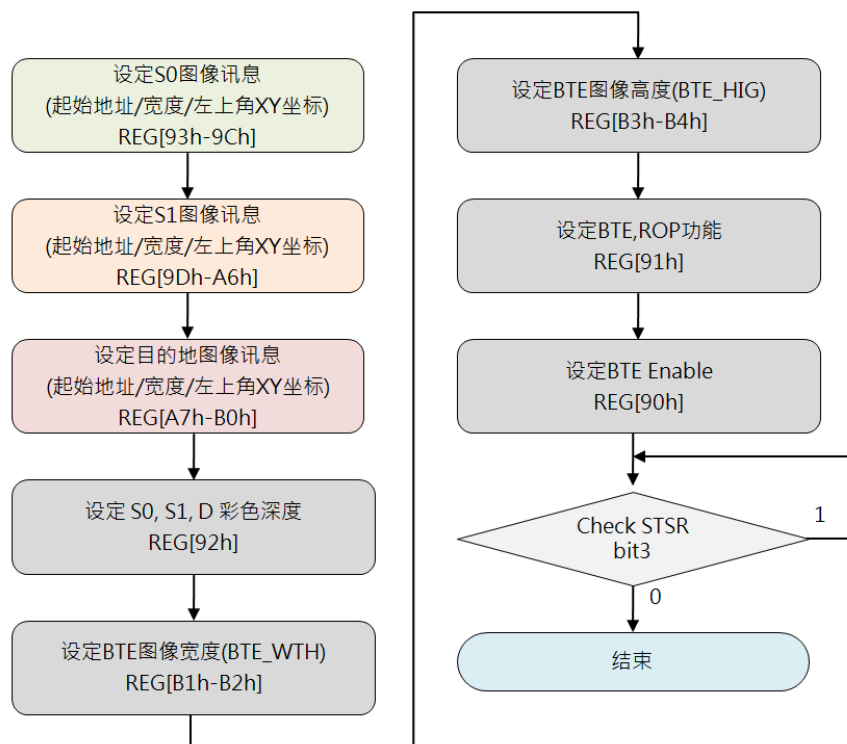 设定S0图像讯息
(起始地址/宽度/左上角XY坐标)
REG[93h-9Ch]
设定S1图像讯息
(起始地址/宽度/左上角XY坐标)
REG[9Dh-A6h]
设定目的地图像讯息
(起始地址/宽度/左上角XY坐标)
REG[A7h-B0h]
设定 S0, S1, D 彩色深度
REG[92h]
设定BTE图像宽度(BTE_WTH)
REG[B1h-B2h]
设定BTE图像高度(BTE_HIG)
REG[B3h-B4h]
设定BTE,ROP功能
REG[91h]
设定BTE Enable
REG[90h]
Check STSR
bit3
1
0
结束